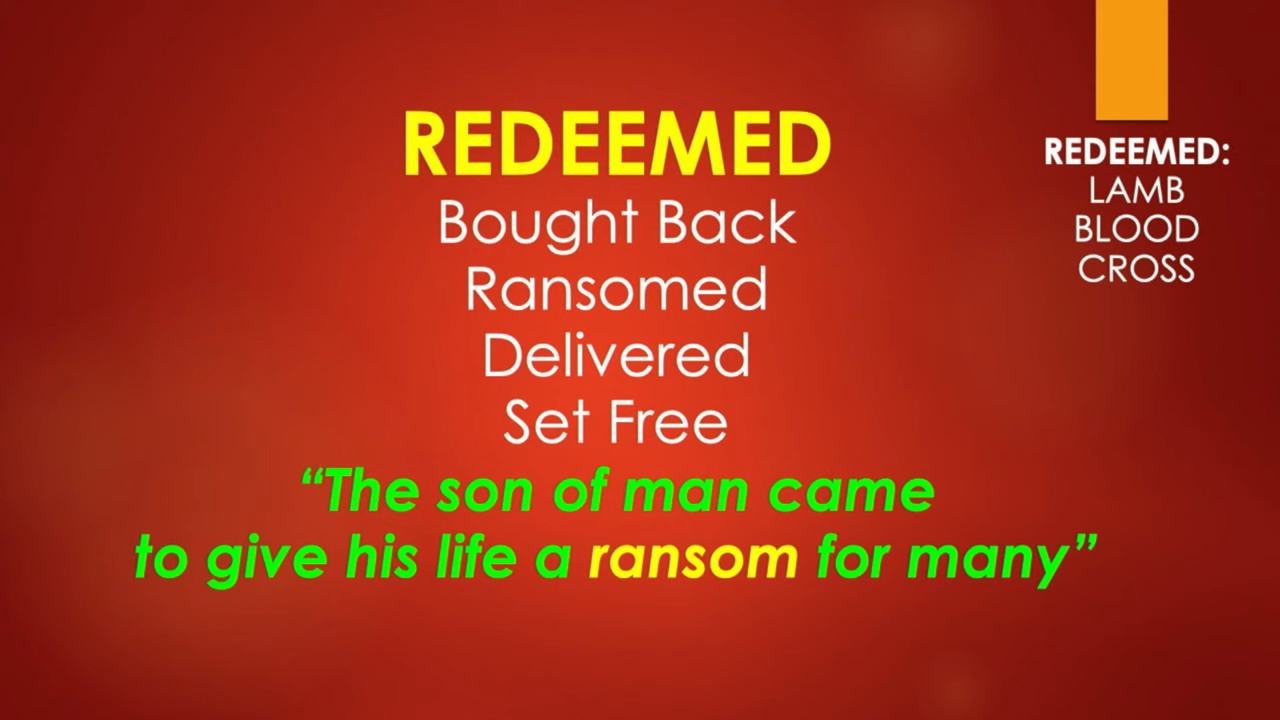 REDEEMED
Bought Back
Ransomed
Delivered
Set Free
“The son of man came
to give his life a ransom for many”
REDEEMED:
LAMB
BLOOD
CROSS